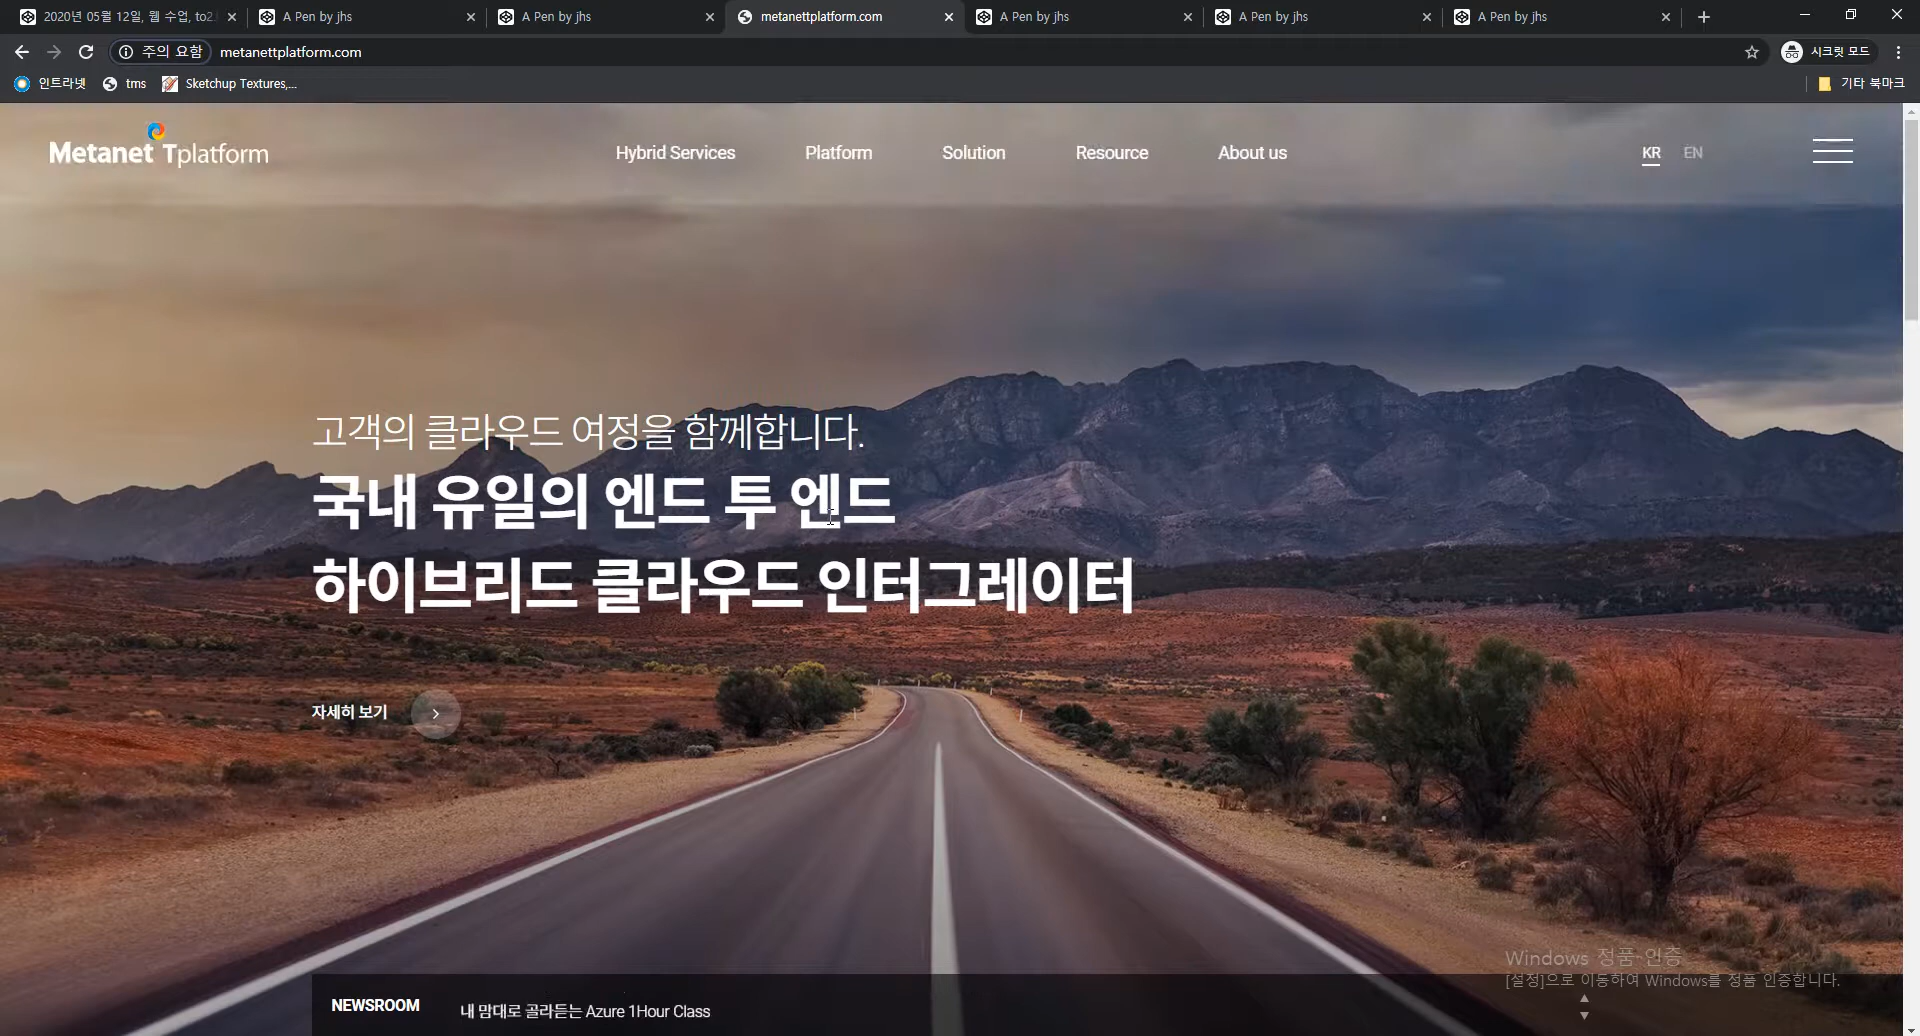 2020년 05월 12일, 웹 수업, to2.
A Pen by jhs
A Pen by jhs
metanettplatform.com
A Pen by jhs
A Pen by jhs
A Pen by jhs
주의 요함
metanettplatform.com
시크릿 모드
인트라넷
tms
Sketchup Textures,...
기타 북마크
Metanet Tplatform
Hybrid Services
Platform
Solution
Resource
About us
KR
EN
고객의 클라우드 여정을 함께합니다.
국내 유일의 엔드 투 엔드
하이브리드 클라우드 인터그레이터
자세히 보기
Windows 정품 인증
[설정]으로 이동하여 Windows를 정품 인증합니다.
NEWSROOM
내 맘대로 골라듣는 Azure 1Hour Class